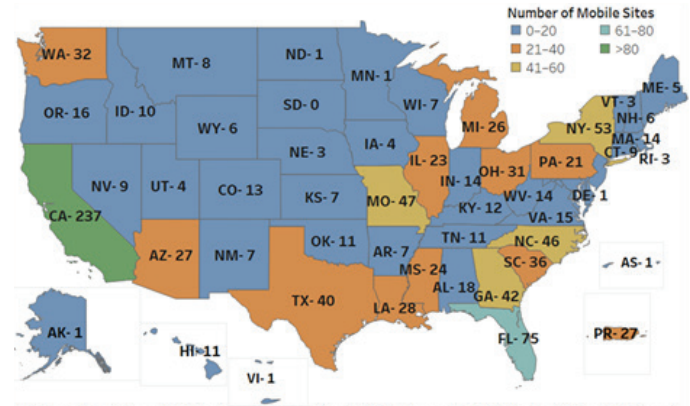 Number of Mobile Sites
0–20
61–80
21–40
>80
41–60
WA- 32
MT- 8
ND- 1
MN- 1
ME- 5
VT- 3
NH- 6
OR- 16
ID- 10
SD- 0
WI- 7
MI- 26
NY- 53
MA- 14
CT- 9
RI- 3
WY- 6
IA- 4
NE- 3
IL- 23
IN- 14
OH- 31
PA- 21
NV- 9
UT- 4
CO- 13
KS- 7
MO- 47
KY- 12
WV- 14
DE- 1
VA- 15
CA- 237
AZ- 27
NM- 7
OK- 11
AR- 7
TN- 11
NC- 46
SC- 36
MS- 24
AL- 18
GA- 42
TX- 40
LA- 28
FL- 75
AS- 1
PR- 27
AK- 1
HI- 11
VI- 1